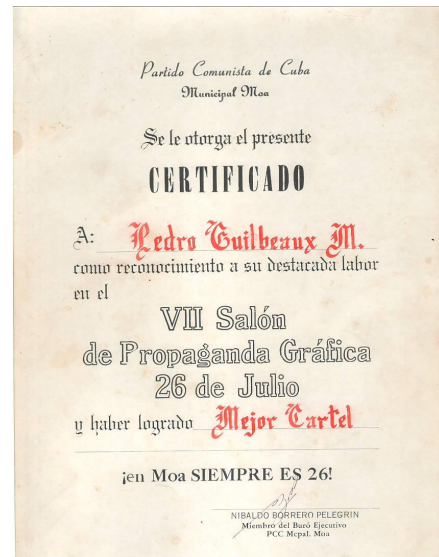 Partido Comunista de Cuba
Municipal Moa
Se le otorga el presente
CERTIFICADO
A: Pedro Guilbeaux M.
como reconocimiento a su destacada labor
en el
VII Salón
de Propaganda Gráfica
26 de Julio
y haber logrado Mejor Cartel
¡en Moa SIEMPRE ES 26!
NIBALDO BORRERO PELEGRIN
Miembro del Buró Ejecutivo
PCC Mcpal. Moa